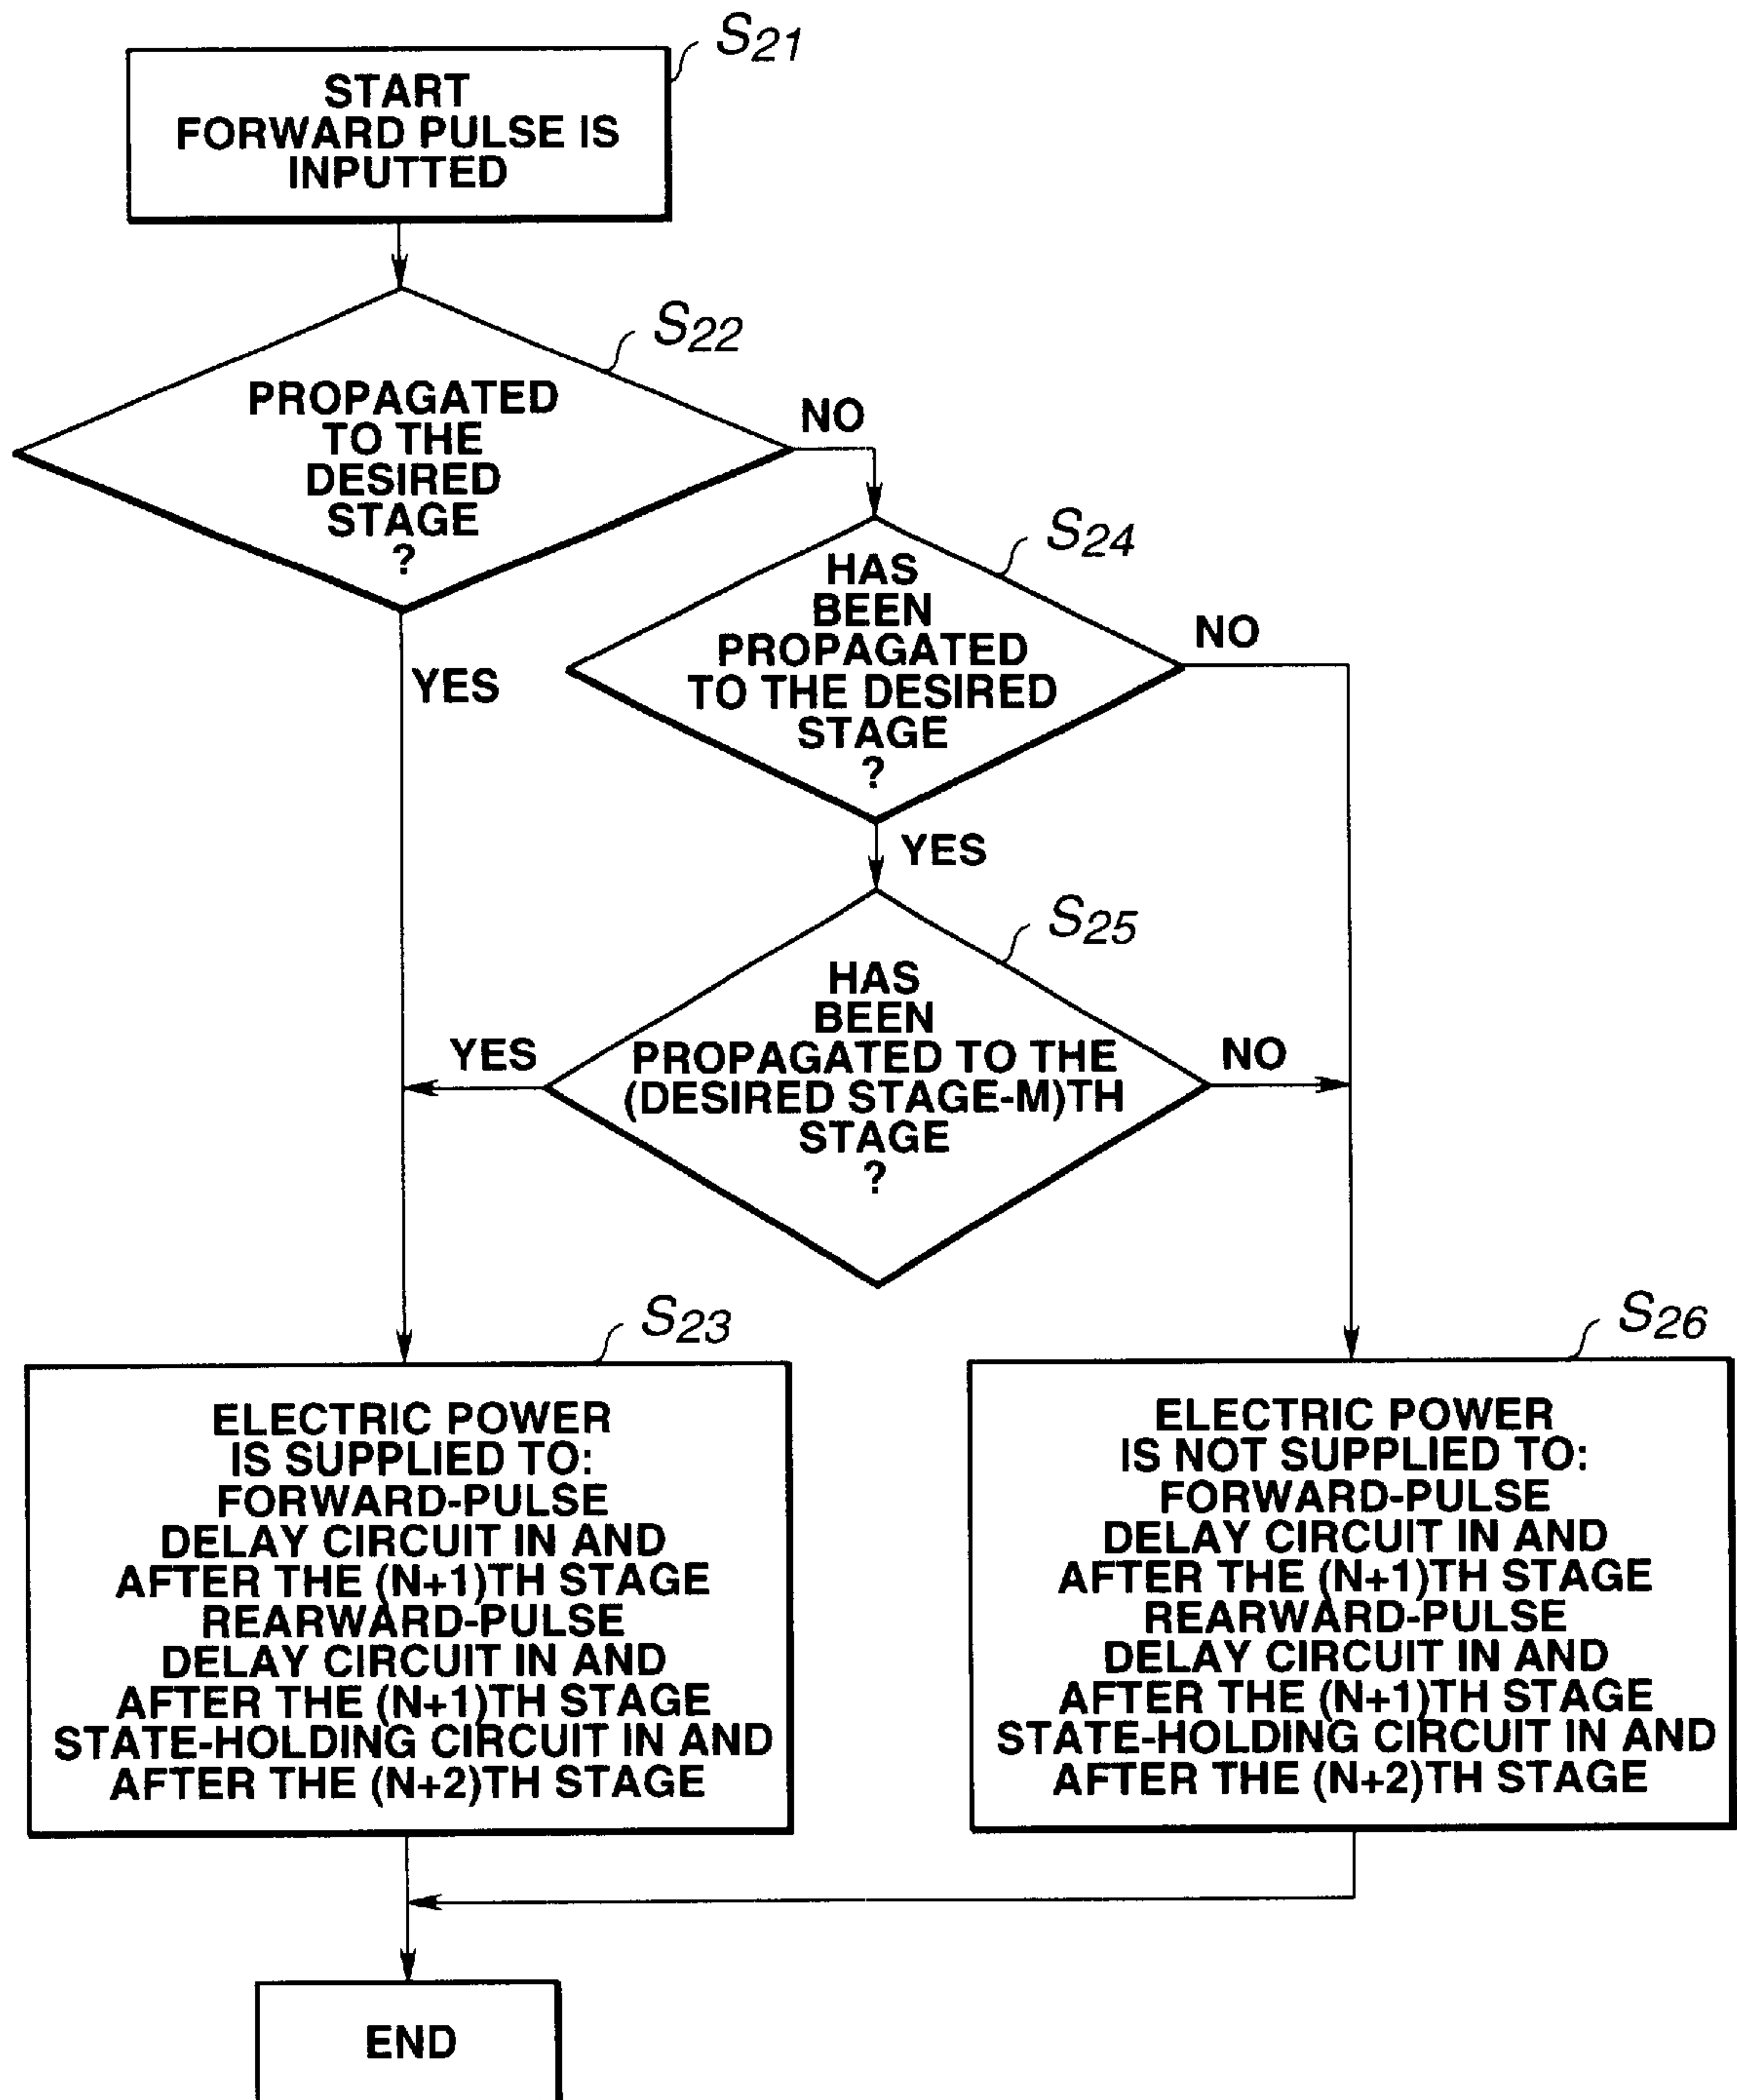 S21
START
FORWARD PULSE IS
INPUTTED
S22
PROPAGATED
TO THE
DESIRED
STAGE
?
NO
YES
S24
HAS
BEEN
PROPAGATED
TO THE DESIRED
STAGE
?
NO
YES
S25
HAS
BEEN
PROPAGATED TO THE
(DESIRED STAGE-M)TH
STAGE
?
YES
NO
S23
ELECTRIC POWER
IS SUPPLIED TO:
FORWARD-PULSE
DELAY CIRCUIT IN AND
AFTER THE (N+1)TH STAGE
REARWARD-PULSE
DELAY CIRCUIT IN AND
AFTER THE (N+1)TH STAGE
STATE-HOLDING CIRCUIT IN AND
AFTER THE (N+2)TH STAGE
S26
ELECTRIC POWER
IS NOT SUPPLIED TO:
FORWARD-PULSE
DELAY CIRCUIT IN AND
AFTER THE (N+1)TH STAGE
REARWARD-PULSE
DELAY CIRCUIT IN AND
AFTER THE (N+1)TH STAGE
STATE-HOLDING CIRCUIT IN AND
AFTER THE (N+2)TH STAGE
END